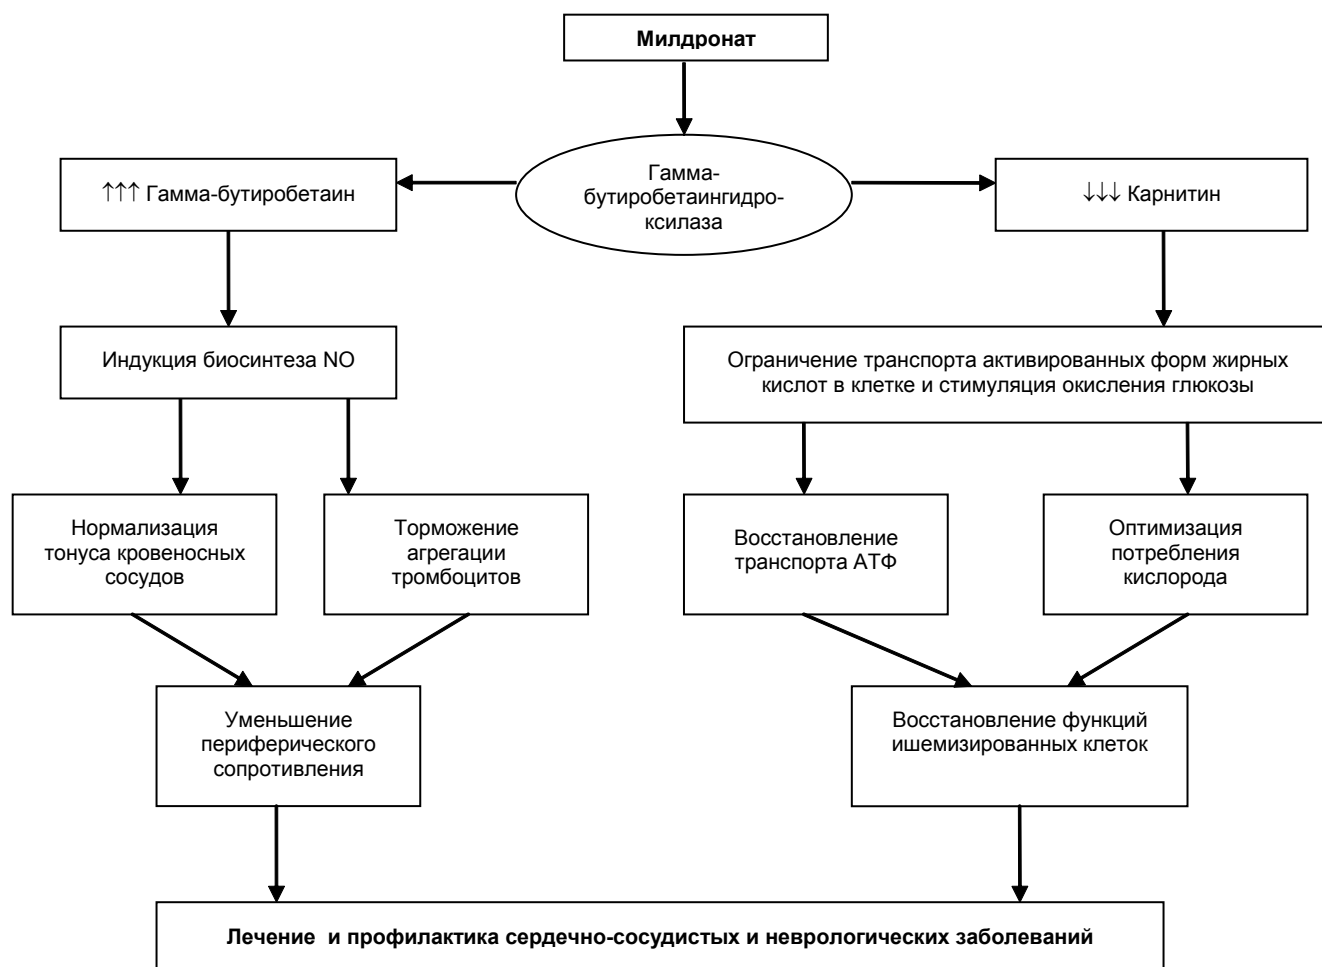 Милдронат
Гамма-
бутиробетаингидро-
ксилаза
↑↑↑ Гамма-бутиробетаин
↓↓↓ Карнитин
Индукция биосинтеза NO
Ограничение транспорта активированных форм жирных
кислот в клетке и стимуляция окисления глюкозы
Нормализация
тонуса кровеносных
сосудов
Торможение
агрегации
тромбоцитов
Восстановление
транспорта АТФ
Оптимизация
потребления
кислорода
Уменьшение
периферического
сопротивления
Восстановление функций
ишемизированных клеток
Лечение и профилактика сердечно-сосудистых и неврологических заболеваний